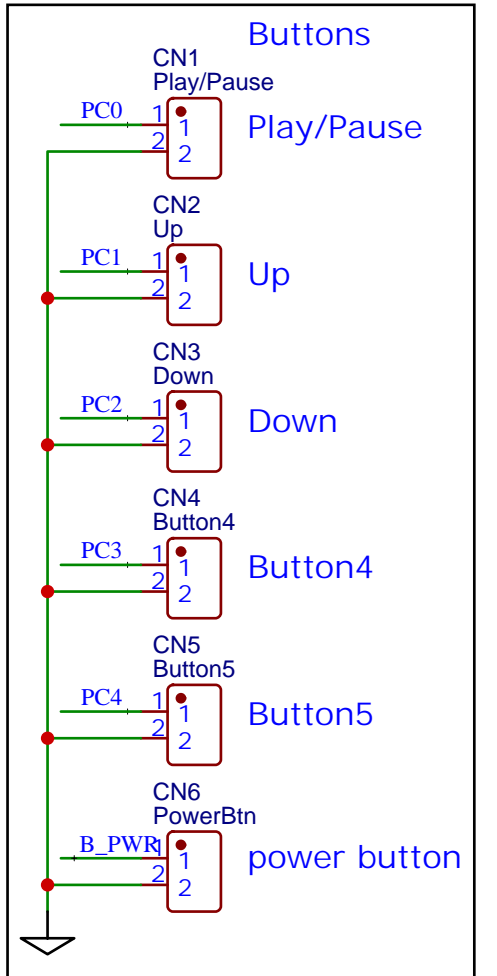 Buttons
CN1
Play/Pause
PC0 1 1
2 2
Play/Pause
CN2
Up
PC1 1 1
2 2
Up
CN3
Down
PC2 1 1
2 2
Down
CN4
Button4
PC3 1 1
2 2
Button4
CN5
Button5
PC4 1 1
2 2
Button5
CN6
PowerBtn
B_PWR 1 1
2 2
power button